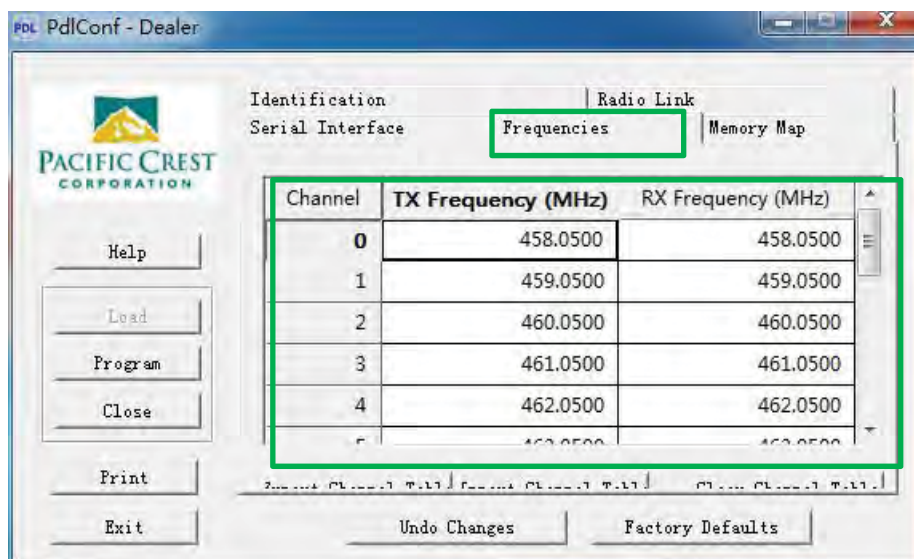 PDL PdlConf - Dealer
PACIFIC CREST
CORPORATION
Identification
Radio Link
Serial Interface
Frequencies
Memory Map
Channel TX Frequency (MHz) RX Frequency (MHz)
0 458.0500 458.0500
1 459.0500 459.0500
2 460.0500 460.0500
3 461.0500 461.0500
4 462.0500 462.0500
Help
Load
Program
Close
Print
Exit
Undo Changes
Factory Defaults